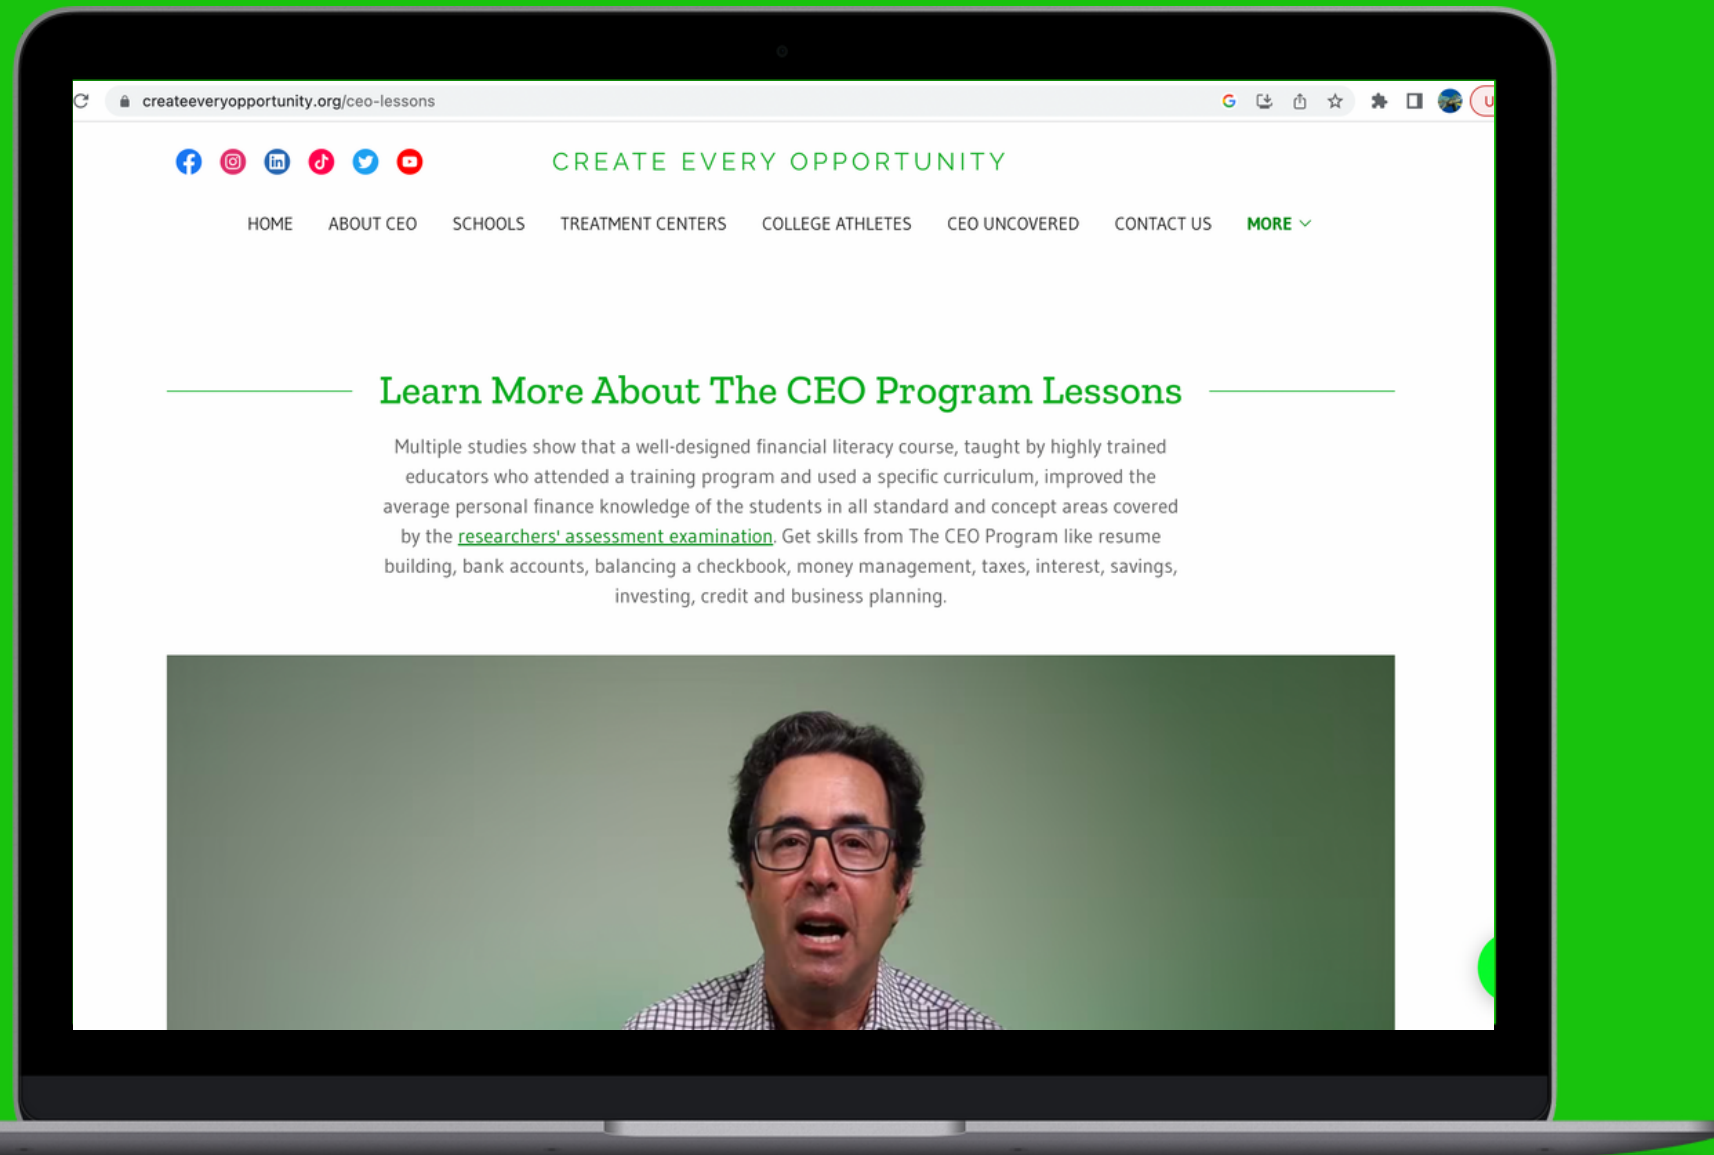 createeveryopportunity.org/ceo-lessons
CREATE EVERY OPPORTUNITY
HOME ABOUT CEO SCHOOLS TREATMENT CENTERS COLLEGE ATHLETES CEO UNCOVERED CONTACT US MORE
Learn More About The CEO Program Lessons
Multiple studies show that a well-designed financial literacy course, taught by highly trained
educators who attended a training program and used a specific curriculum, improved the
average personal finance knowledge of the students in all standard and concept areas covered
by the researchers' assessment examination. Get skills from The CEO Program like resume
building, bank accounts, balancing a checkbook, money management, taxes, interest, savings,
investing, credit and business planning.